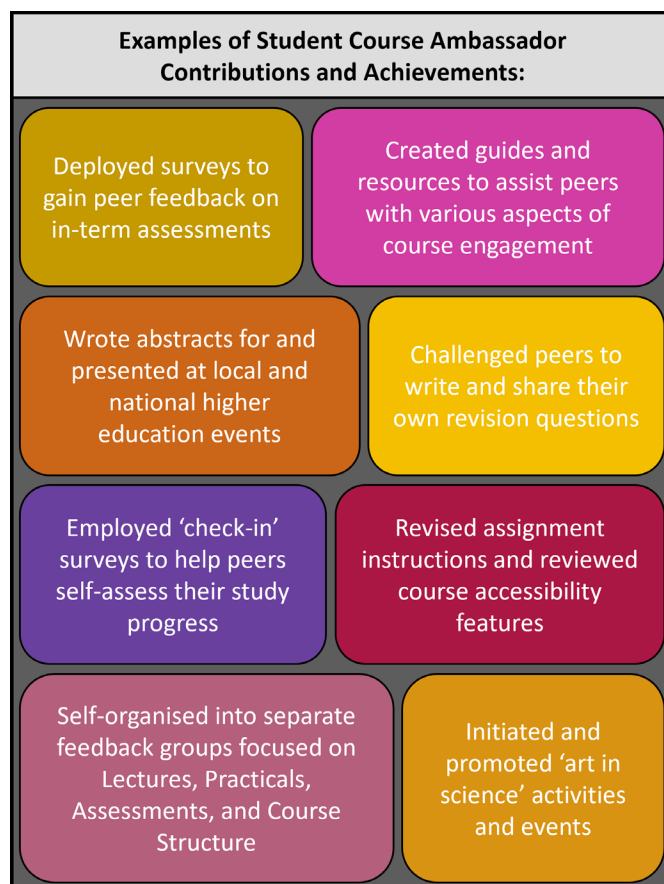 Examples of Student Course Ambassador
Contributions and Achievements:
Deployed surveys to
gain peer feedback on
in-term assessments
Created guides and
resources to assist peers
with various aspects of
course engagement
Wrote abstracts for and
presented at local and
national higher
education events
Challenged peers to
write and share their
own revision questions
Employed ‘check-in’
surveys to help peers
self-assess their study
progress
Revised assignment
instructions and reviewed
course accessibility
features
Self-organised into separate
feedback groups focused on
Lectures, Practicals,
Assessments, and Course
Structure
Initiated and
promoted ‘art in
science’ activities
and events